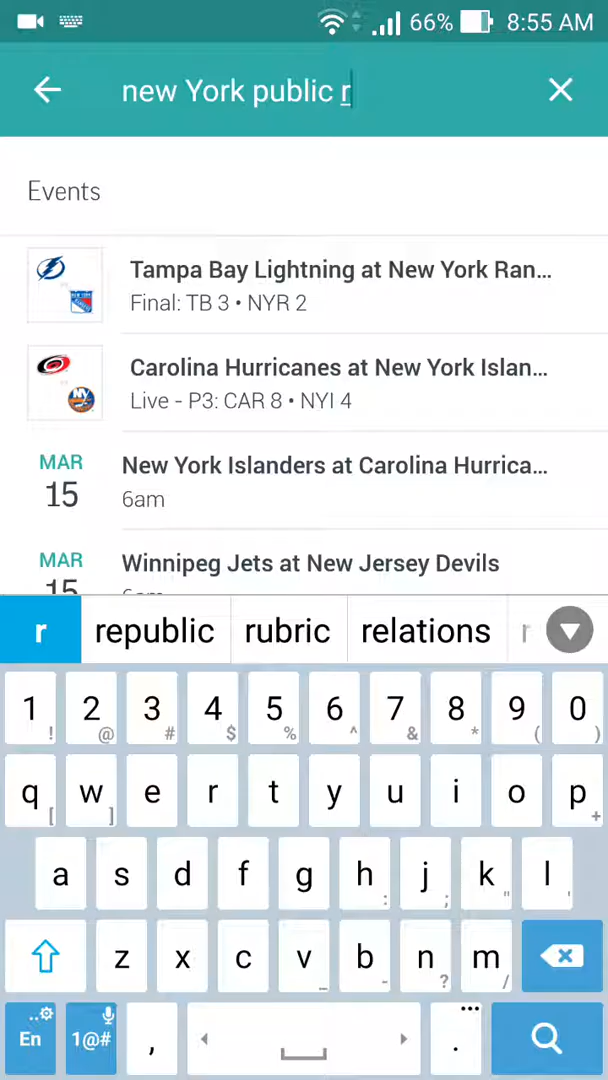 66% 8:55 AM
new York public r
Events
Tampa Bay Lightning at New York Ran...
Final: TB 3 • NYR 2
Carolina Hurricanes at New York Islan...
Live - P3: CAR 8 • NYI 4
MAR
15
New York Islanders at Carolina Hurrica...
6am
MAR
15
Winnipeg Jets at New Jersey Devils
6am
r republic rubric relations r
1 2 3 4 5 6 7 8 9 0
! @ # $ % ^ & * ( )
q w e r t y u i o p
[ ] +
a s d f g h j k l
: ; " '
z x c v b n m
_ - ? /
En 1@# , . ...